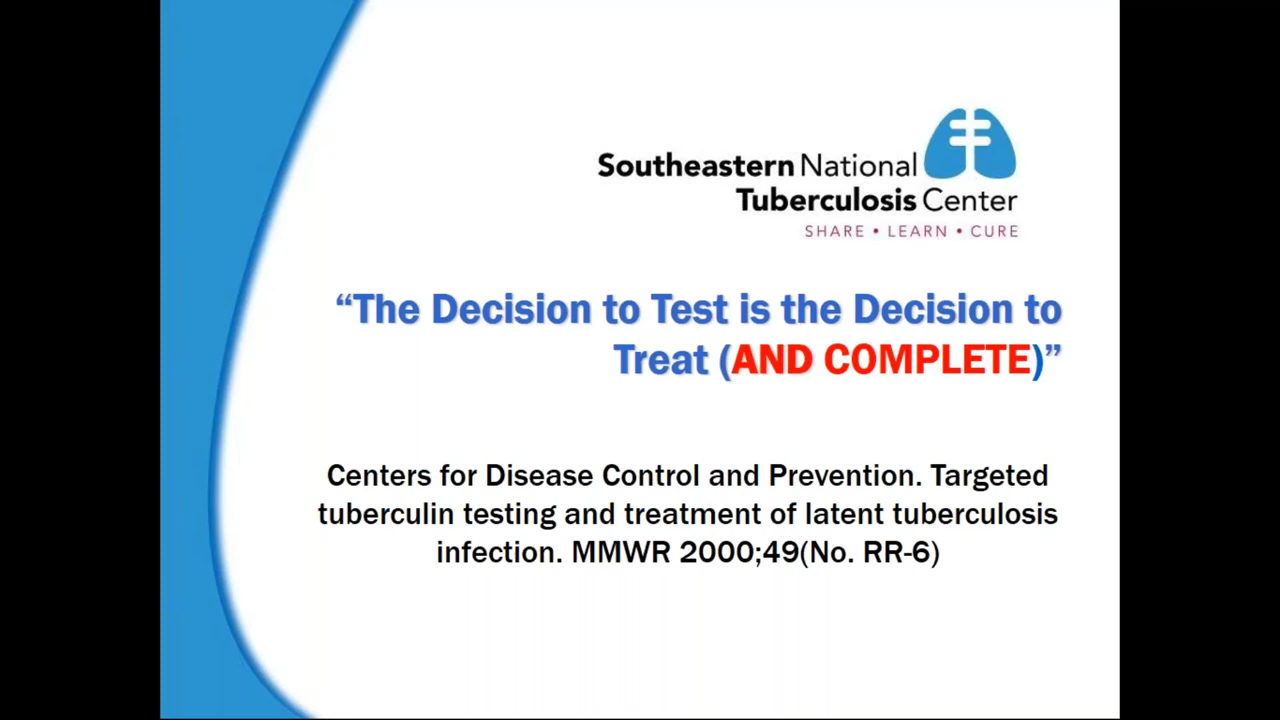 Southeastern National
Tuberculosis Center
SHARE • LEARN • CURE
“The Decision to Test is the Decision to
Treat (AND COMPLETE)”
Centers for Disease Control and Prevention. Targeted
tuberculin testing and treatment of latent tuberculosis
infection. MMWR 2000;49(No. RR-6)